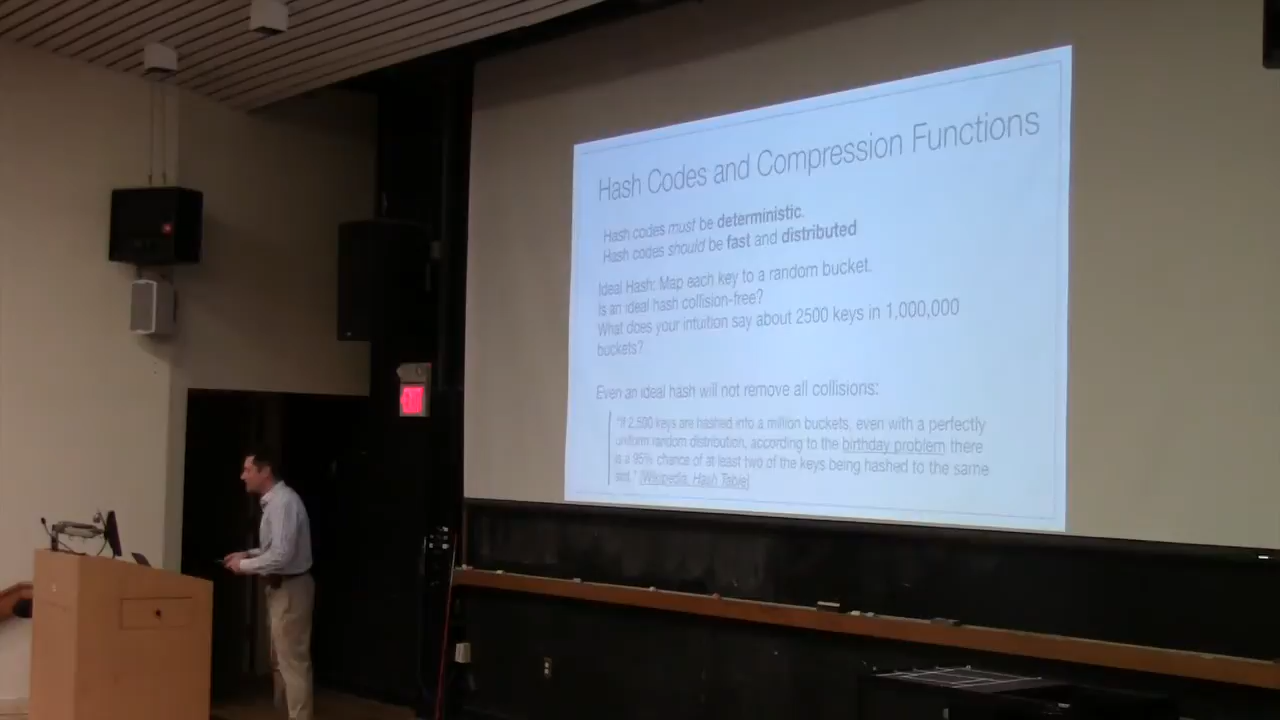 Hash Codes and Compression Functions
Hash codes must be deterministic.
Hash codes should be fast and distributed
Ideal Hash: Map each key to a random bucket.
Is an ideal hash collision-free?
What does your intuition say about 2500 keys in 1,000,000
buckets?
Even an ideal hash will not remove all collisions:
"If 2,500 keys are hashed into a million buckets, even with a perfectly
uniform random distribution, according to the birthday problem there
is a 95% chance of at least two of the keys being hashed to the same
slot." [Wikipedia, Hash Table]
EXIT